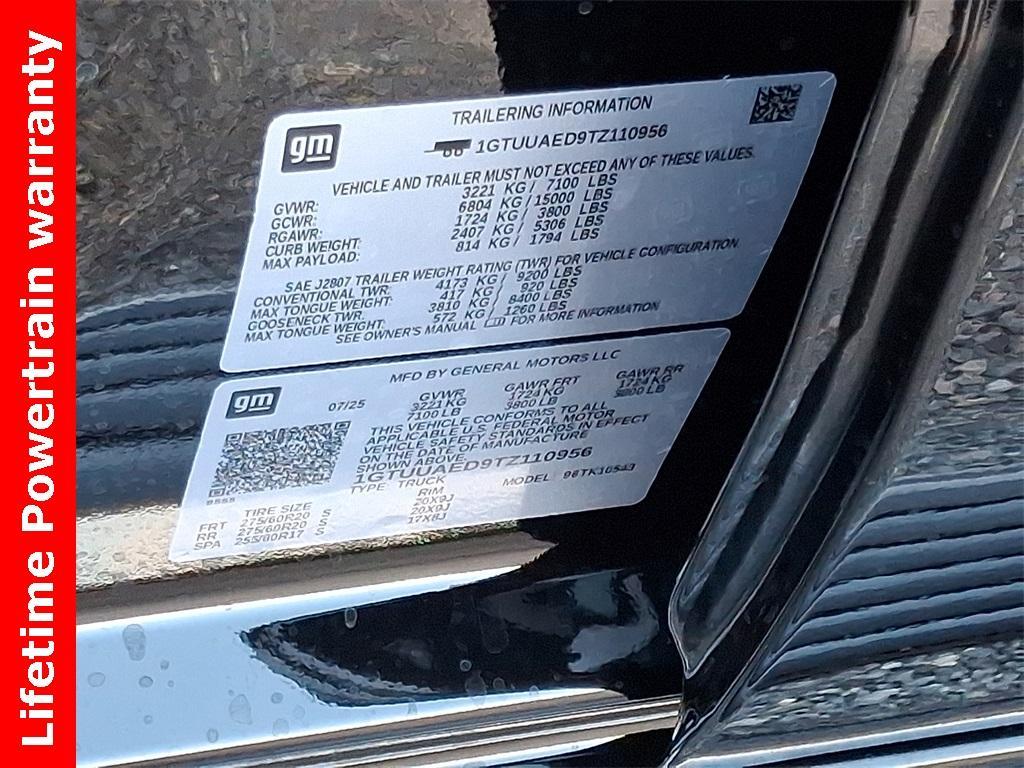 Lifetime Powertrain warranty
gm
TRAILERING INFORMATION
1GTUUAED9TZ110956
VEHICLE AND TRAILER MUST NOT EXCEED ANY OF THESE VALUES.
GVWR: 3221 KG / 7100 LBS
GCWR: 6804 KG / 15000 LBS
RGAWR: 1724 KG / 3800 LBS
CURB WEIGHT: 2407 KG / 5306 LBS
MAX PAYLOAD: 814 KG / 1794 LBS
SAE J2807 TRAILER WEIGHT RATING (TWR) FOR VEHICLE CONFIGURATION
CONVENTIONAL TWR: 4173 KG / 9200 LBS
MAX TONGUE WEIGHT: 417 KG / 920 LBS
GOOSENECK TWR: 3810 KG / 8400 LBS
MAX TONGUE WEIGHT: 572 KG / 1260 LBS
SEE OWNER'S MANUAL FOR MORE INFORMATION
gm
MFD BY GENERAL MOTORS LLC
07/25 GVWR GAWR FRT GAWR RR
3221 KG 1724 KG 1724 KG
7100 LB 3800 LB 3800 LB
THIS VEHICLE CONFORMS TO ALL
APPLICABLE U.S. FEDERAL MOTOR
VEHICLE SAFETY STANDARDS IN EFFECT
ON THE DATE OF MANUFACTURE
SHOWN ABOVE.
1GTUUAED9TZ110956
TYPE TRUCK MODEL
TIRE SIZE RIM
FRT 275/60R20 S 20X9J
RR 275/60R20 S 20X9J
SPA 255/80R17 S 17X8J